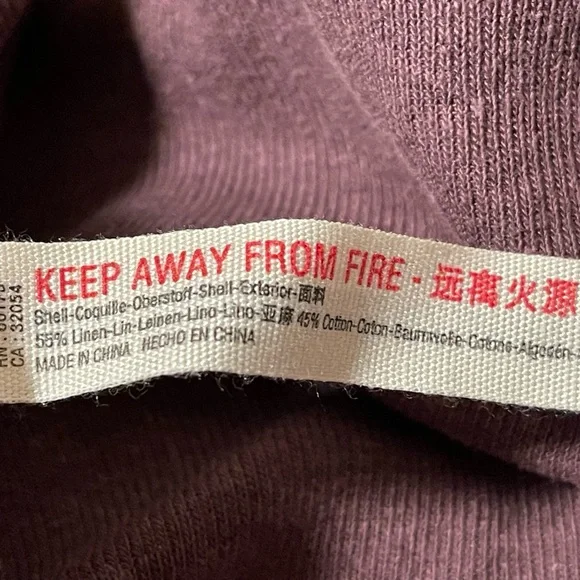 KEEP AWAY FROM FIRE - 远离火源
Shell-Coquille-Oberstoff-Shell-Exterior-面料
55% Linen-Lin-Leinen-Lino-Lino-亚麻 45% Cotton-Coton-Baumwolle-Cotone-Algodón-
MADE IN CHINA HECHO EN CHINA
CA : 32054